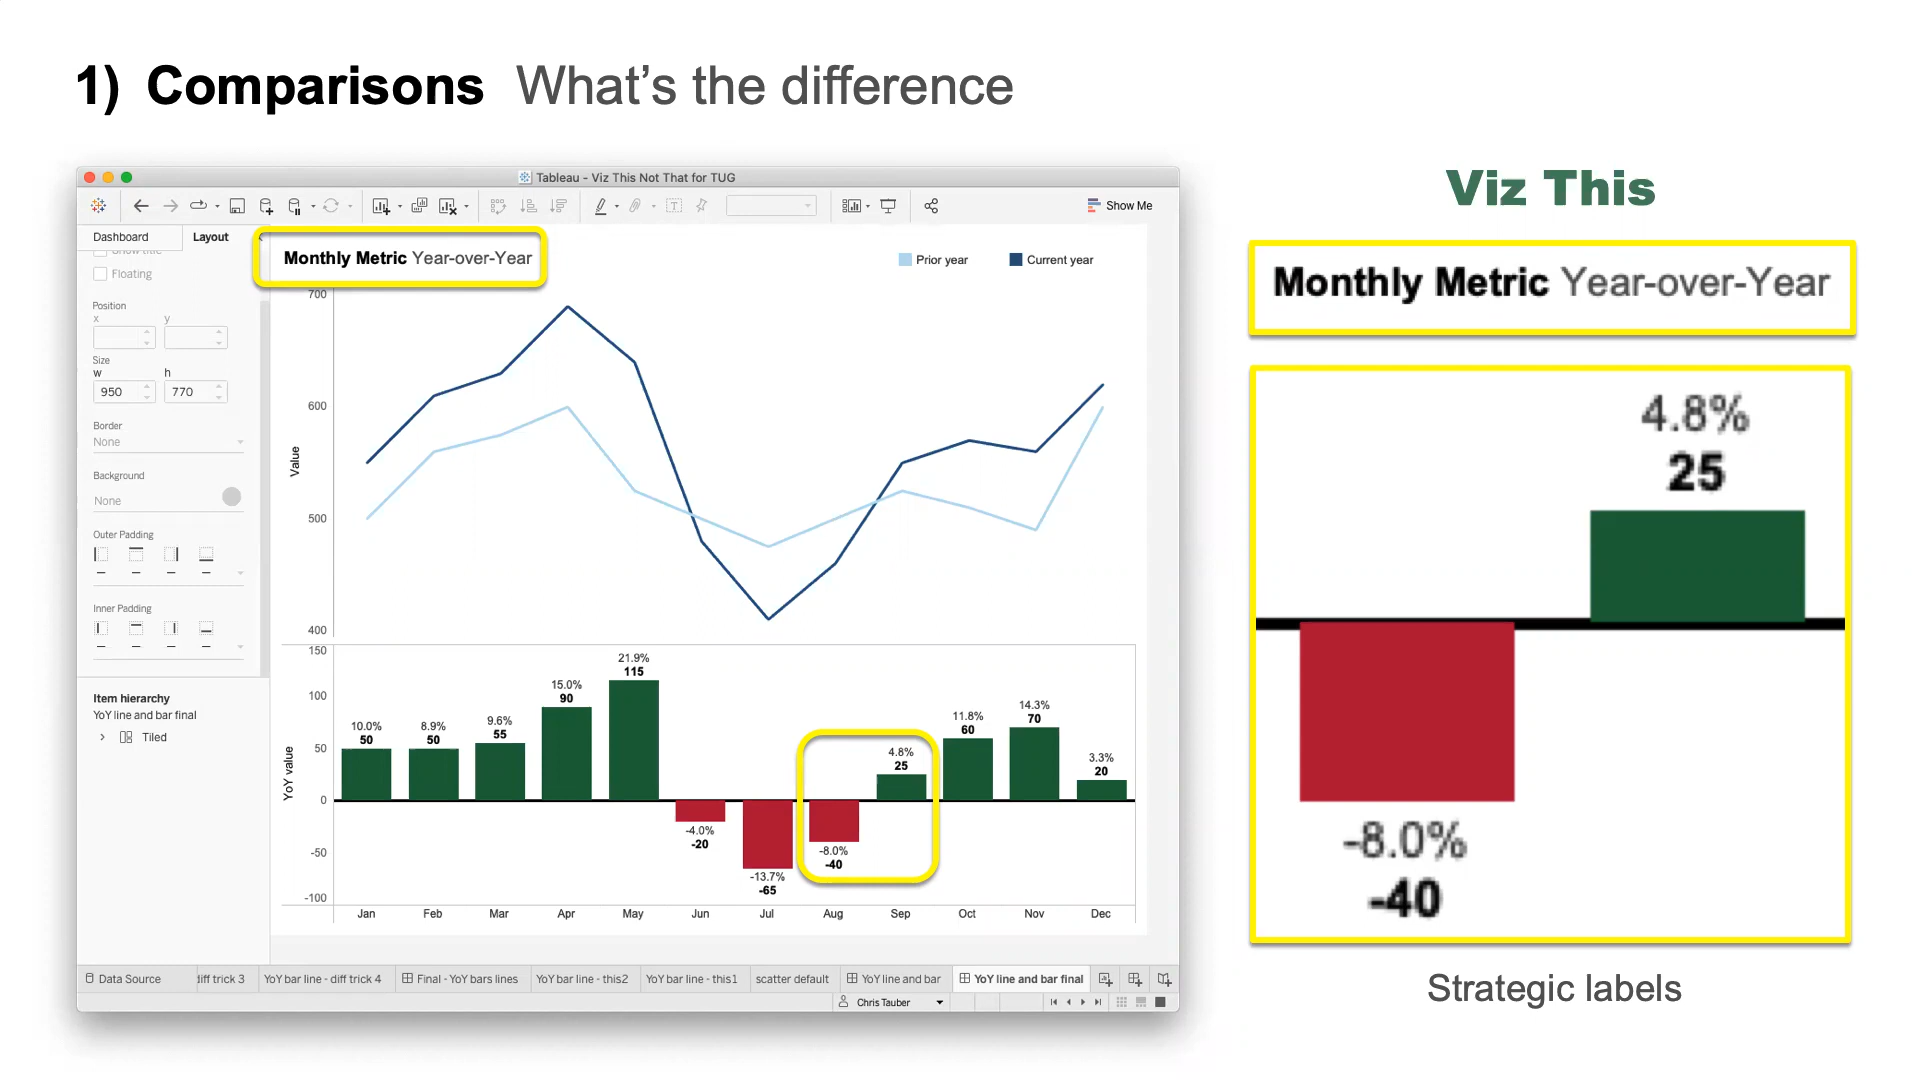 1) Comparisons What's the difference
Tableau - Viz This Not That for TUG
Show Me
Dashboard
Layout
Show title
Floating
Position
x y
Size
w h
950 770
Border
None
Background
None
Outer Padding
Inner Padding
Item hierarchy
YoY line and bar final
Tiled
Monthly Metric Year-over-Year
Prior year
Current year
700
600
500
400
Value
150
100
50
0
-50
-100
YoY value
10.0%
50
8.9%
50
9.6%
55
15.0%
90
21.9%
115
-4.0%
-20
-13.7%
-65
-8.0%
-40
4.8%
25
11.8%
60
14.3%
70
3.3%
20
Jan Feb Mar Apr May Jun Jul Aug Sep Oct Nov Dec
Data Source
diff trick 3
YoY bar line - diff trick 4
Final - YoY bars lines
YoY bar line - this2
YoY bar line - this1
scatter default
YoY line and bar
YoY line and bar final
Chris Tauber
Viz This
Monthly Metric Year-over-Year
4.8%
25
-8.0%
-40
Strategic labels